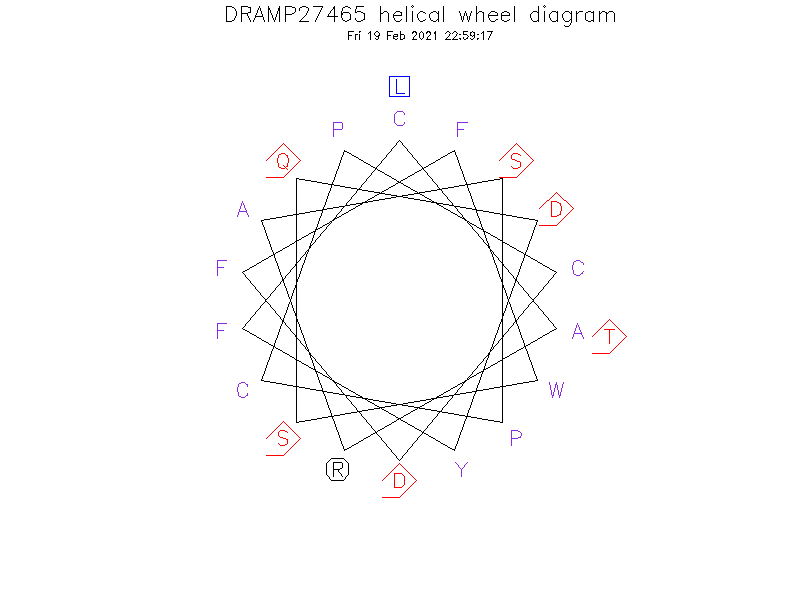 DRAMP27465 helical wheel diagram
Fri 19 Feb 2021 22:59:17
L
P C F
Q S
A D
F C
F A T
C W
S P
R D Y